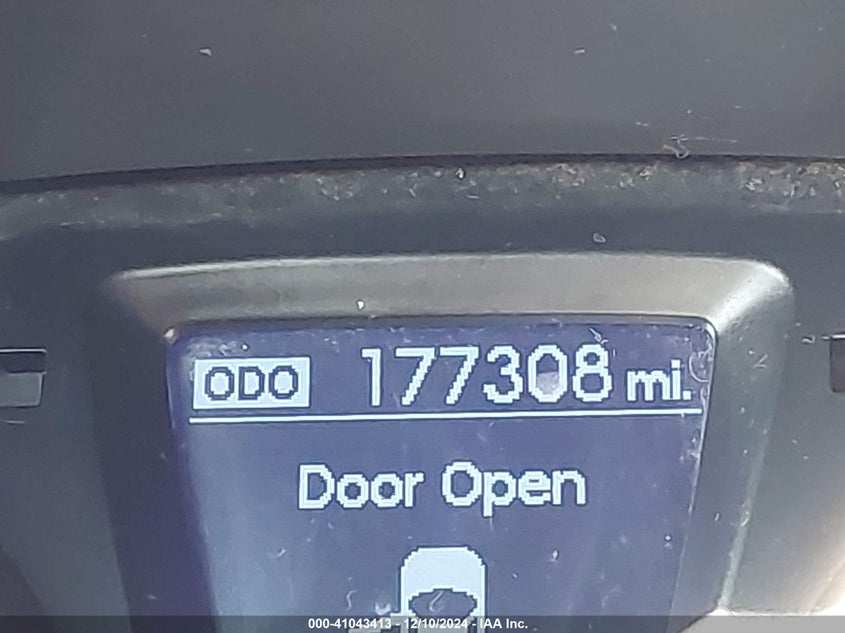 ODO 177308 mi.
Door Open
000-41043413 - 12/10/2024 - IAA Inc.